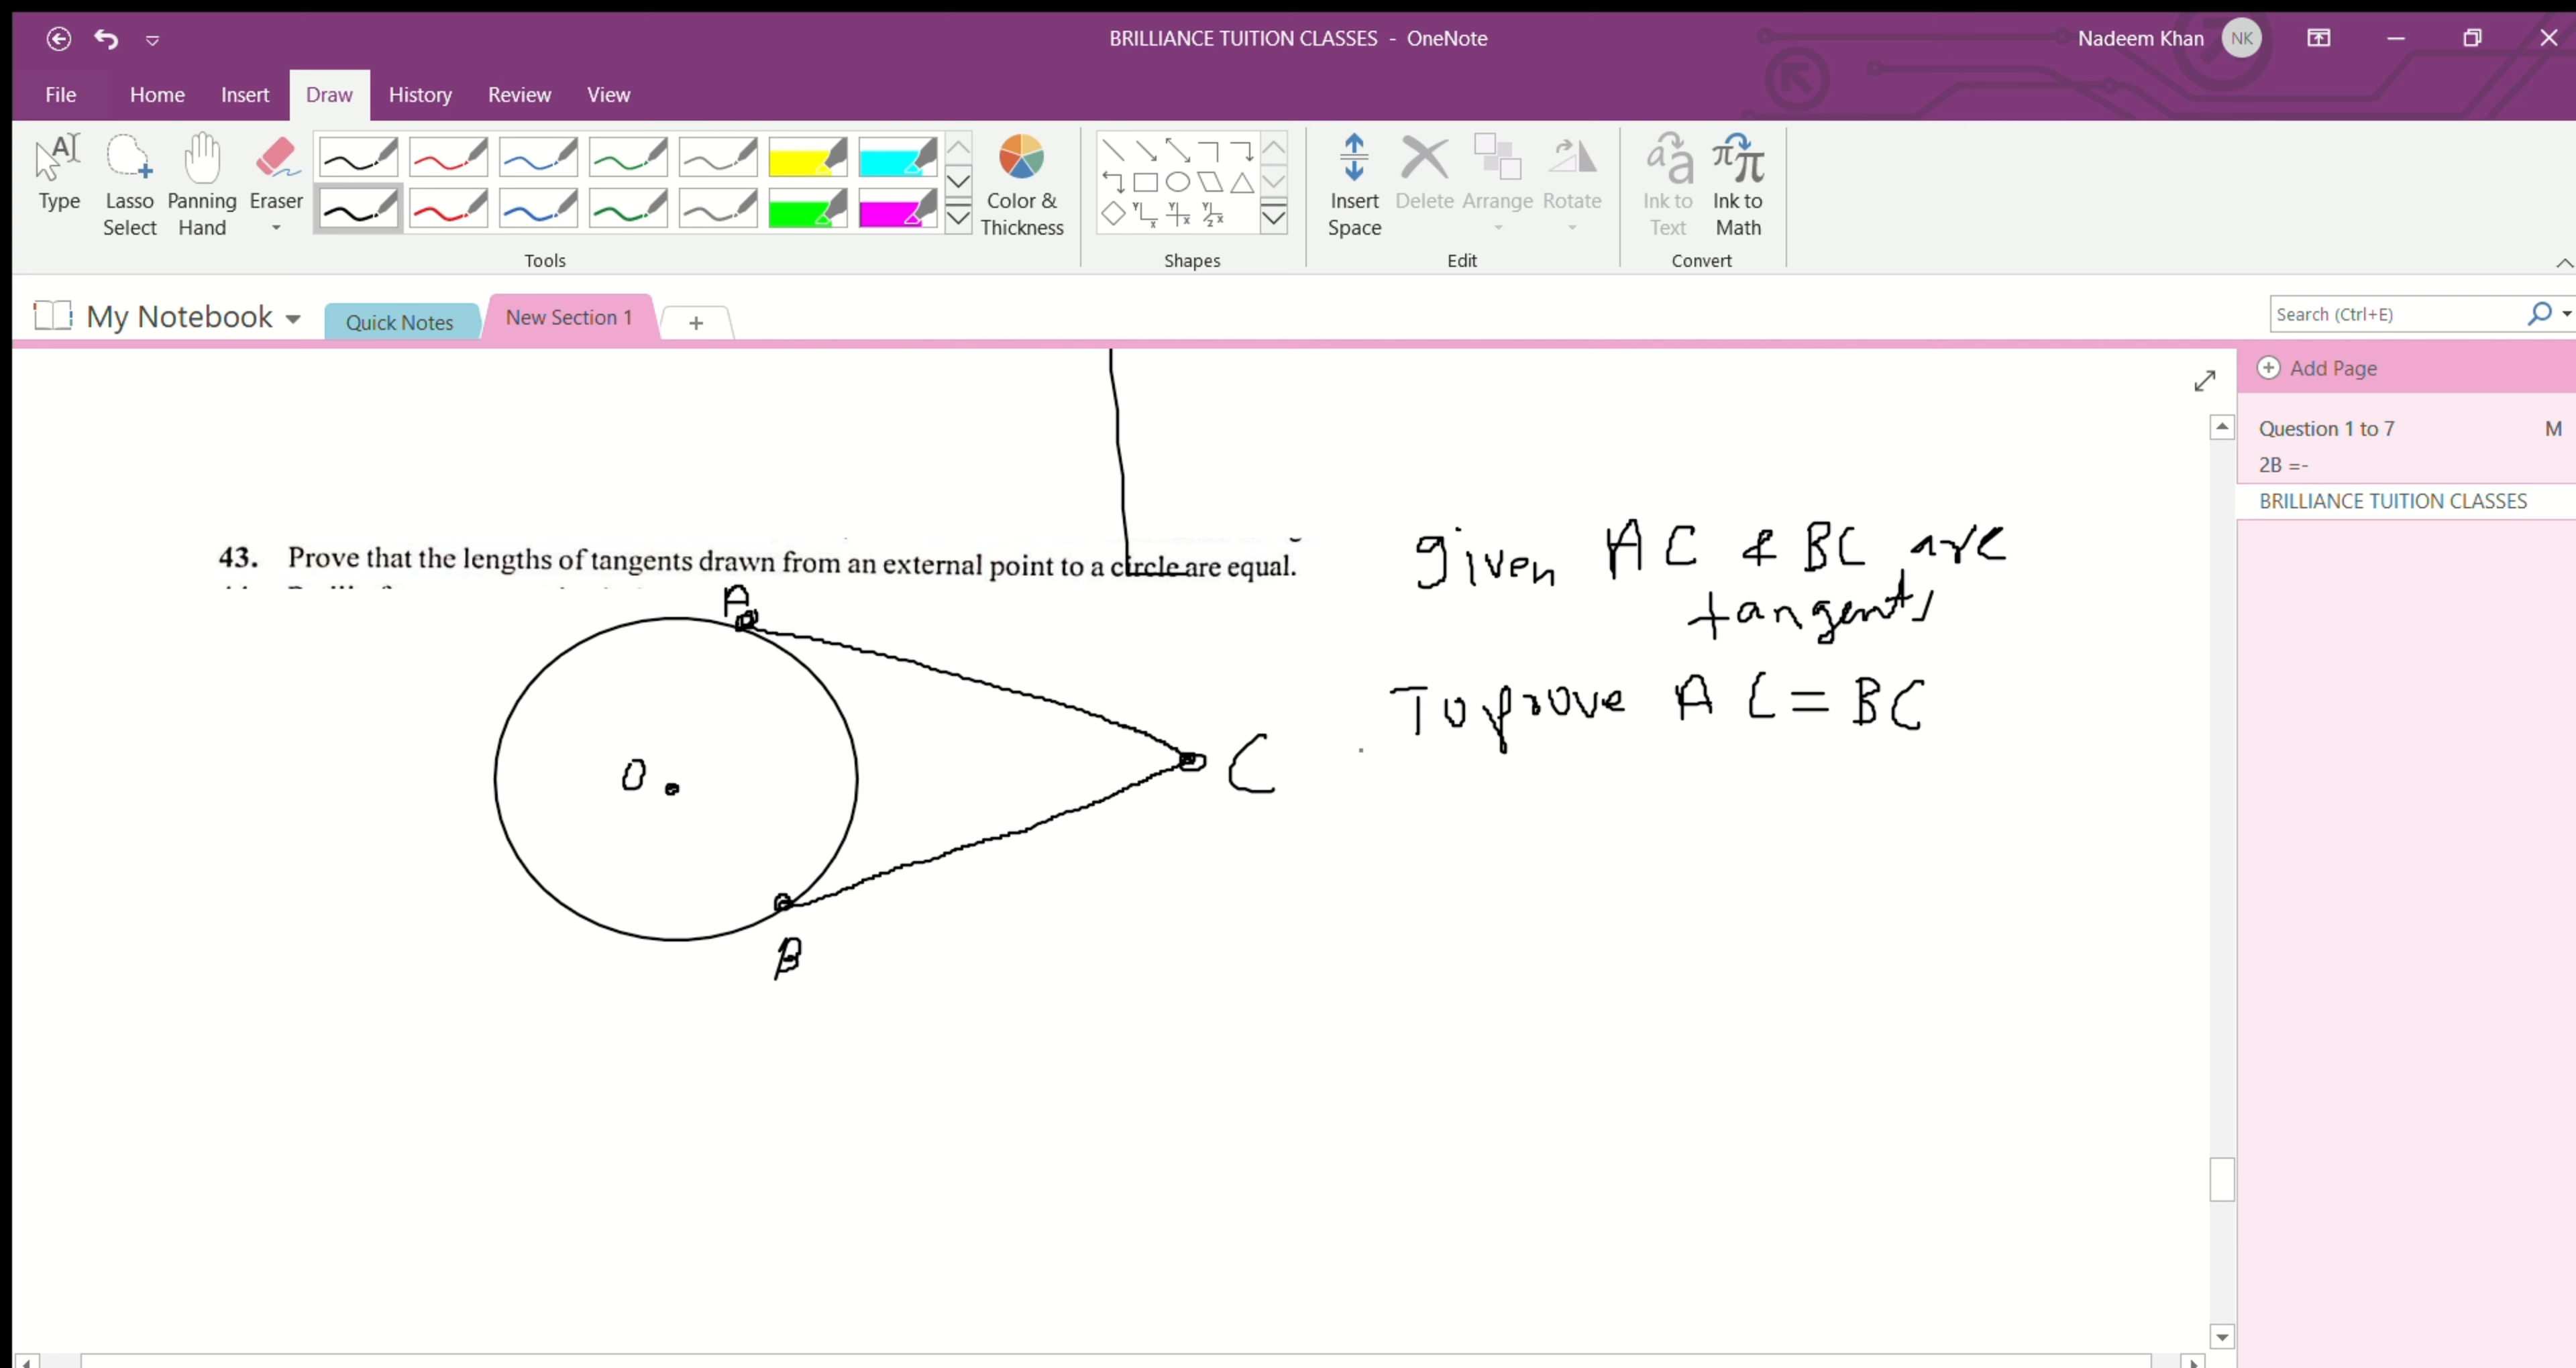 BRILLIANCE TUITION CLASSES - OneNote
Nadeem Khan NK
File Home Insert Draw History Review View
Type
Lasso Select
Panning Hand
Eraser
Color & Thickness
Insert Space
Delete
Arrange
Rotate
Ink to Text
Ink to Math
Tools Shapes Edit Convert
My Notebook Quick Notes New Section 1 +
Search (Ctrl+E)
Add Page
Question 1 to 7 M
2B =-
BRILLIANCE TUITION CLASSES
43. Prove that the lengths of tangents drawn from an external point to a circle are equal.
A
O
C
B
given AC & BC are
tangents
To prove AC = BC